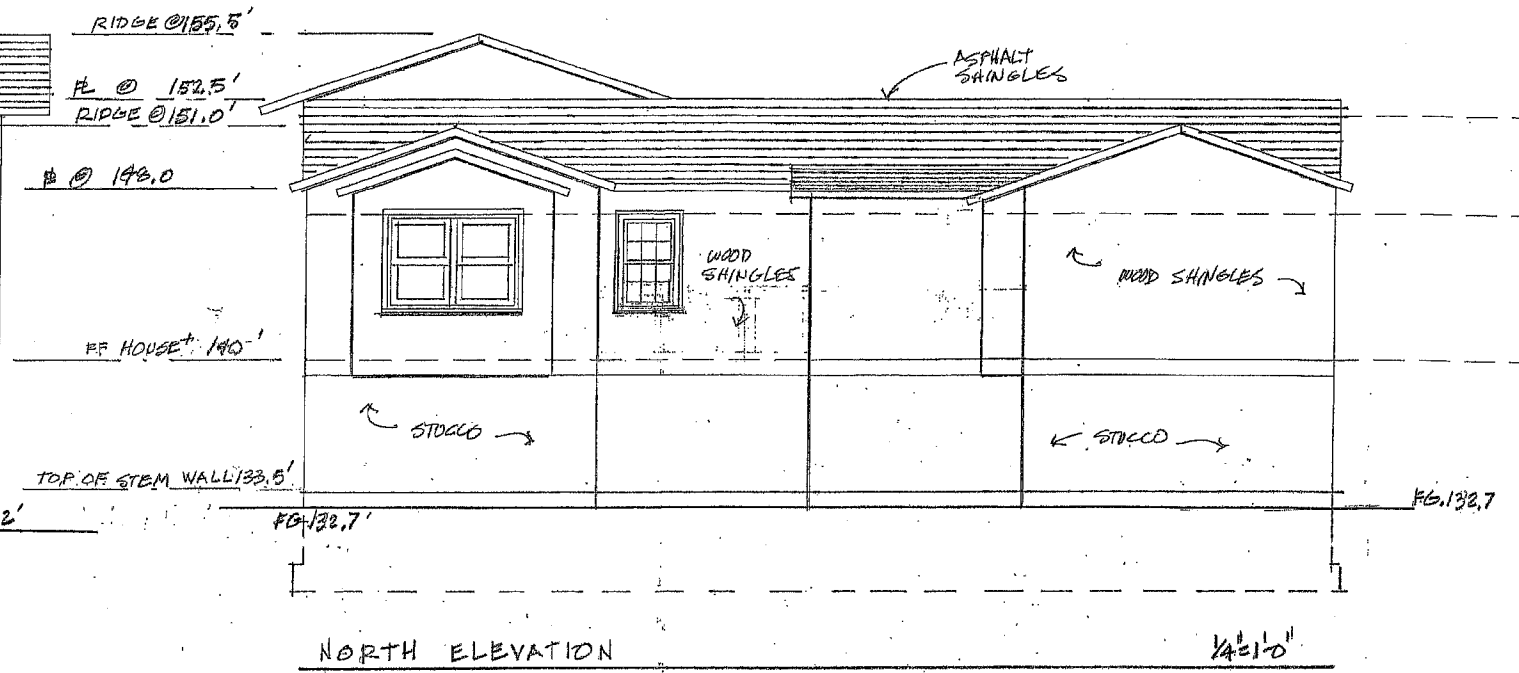 RIDGE @155.5'
ASPHALT
SHINGLES
PL @ 152.5'
RIDGE @151.0'
PL @ 148.0
WOOD
SHINGLES
WOOD SHINGLES
FF HOUSE± 140'
STUCCO
STUCCO
TOP OF STEM WALL 133.5'
2'
FG 132.7'
FG.132.7
NORTH ELEVATION
1/4"=1'-0"